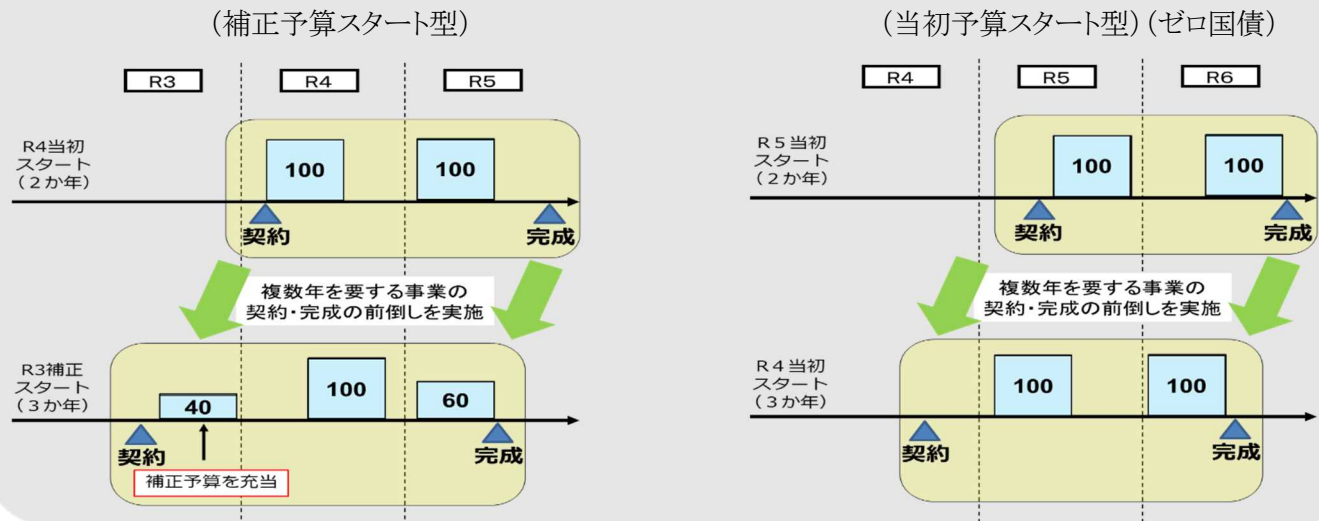 （補正予算スタート型）
R3
R4
R5
R4当初
スタート
（２か年）
100
100
契約
完成
複数年を要する事業の
契約・完成の前倒しを実施
R3補正
スタート
（３か年）
40
100
60
契約
完成
補正予算を充当
（当初予算スタート型）（ゼロ国債）
R4
R5
R6
R５当初
スタート
（２か年）
100
100
契約
完成
複数年を要する事業の
契約・完成の前倒しを実施
R４当初
スタート
（３か年）
100
100
契約
完成